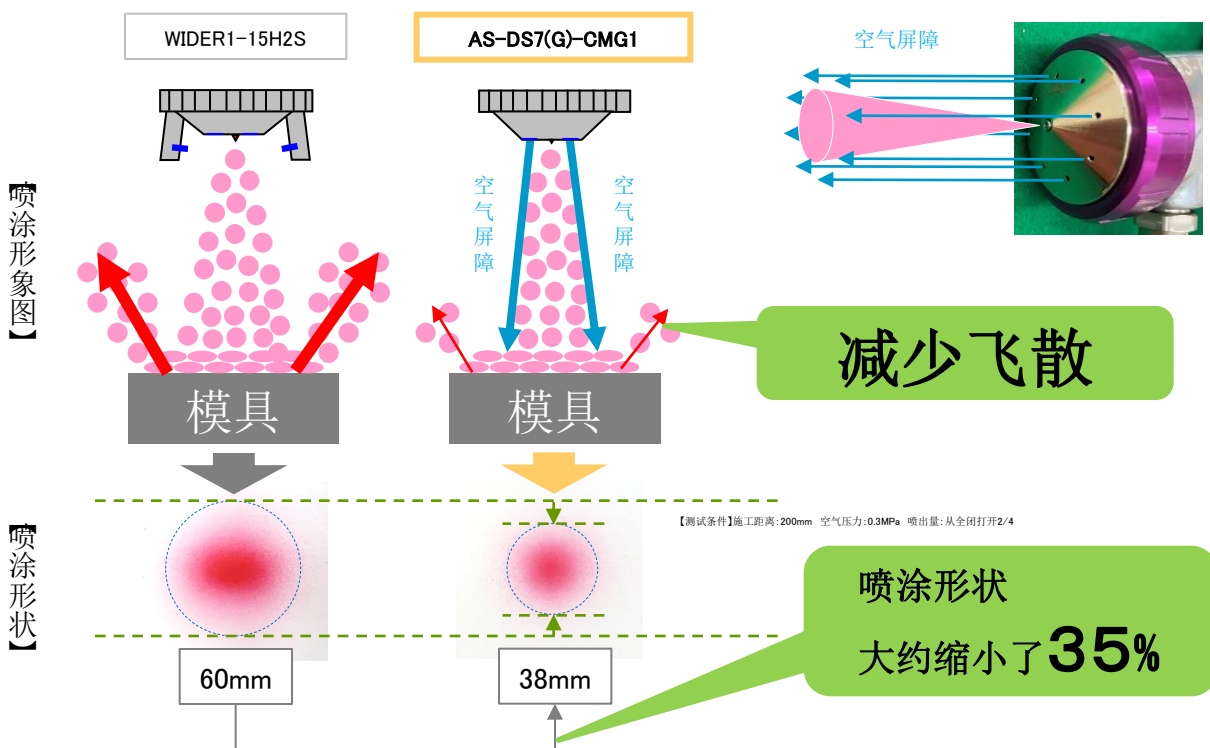 WIDER1-15H2S
AS-DS7(G)-CMG1
空气屏障
【喷涂形象图】
空气屏障
空气屏障
减少飞散
模具
模具
【喷涂形状】
【测试条件】施工距离:200mm 空气压力:0.3MPa 喷出量:从全闭打开2/4
喷涂形状
大约缩小了35%
60mm
38mm